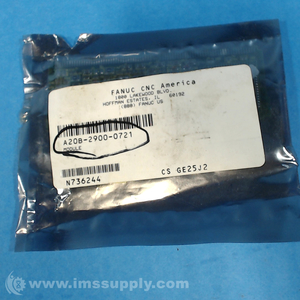 FANUC CNC America
1800 LAKEWOOD BLVD.
HOFFMAN ESTATES, IL 60192
(888) FANUC US
A20B-2900-0721
MODULE
N736244
CS GE25J2
www.imssupply.com